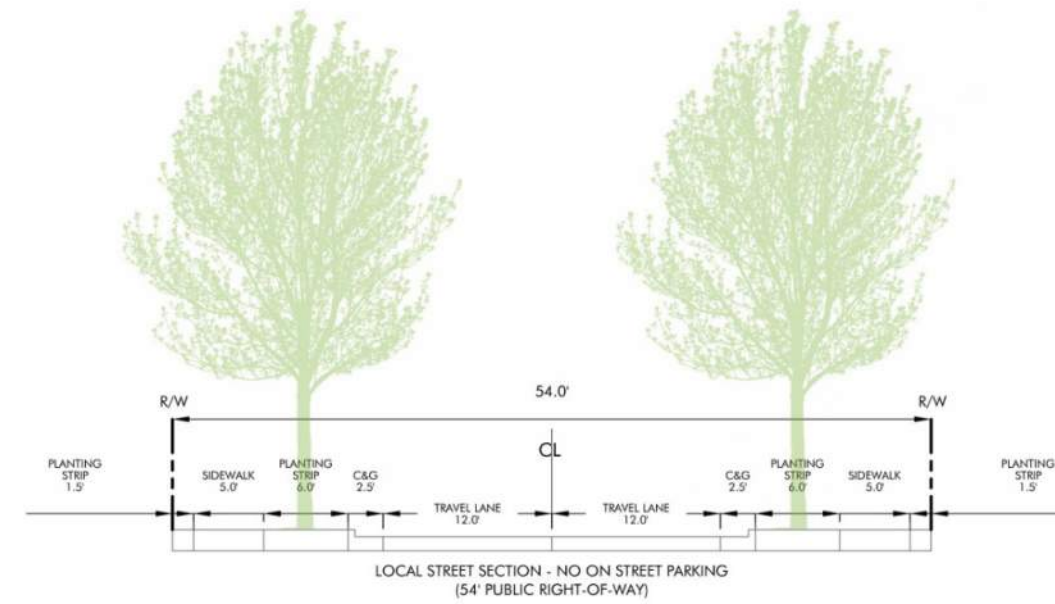 54.0'
R/W
R/W
CL
PLANTING
STRIP
1.5'
SIDEWALK
5.0'
PLANTING
STRIP
6.0'
C&G
2.5'
TRAVEL LANE
12.0'
TRAVEL LANE
12.0'
C&G
2.5'
PLANTING
STRIP
6.0'
SIDEWALK
5.0'
PLANTING
STRIP
1.5'
LOCAL STREET SECTION - NO ON STREET PARKING
(54' PUBLIC RIGHT-OF-WAY)